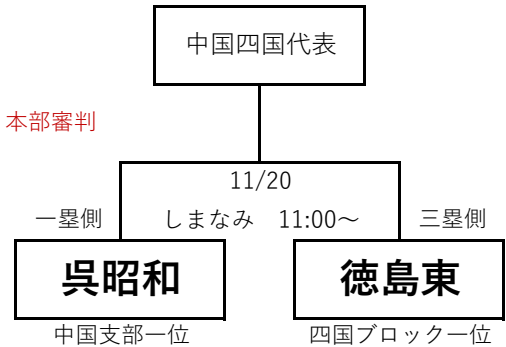 中国四国代表
本部審判
11/20
一塁側 しまなみ 11:00～ 三塁側
呉昭和 徳島東
中国支部一位 四国ブロック一位